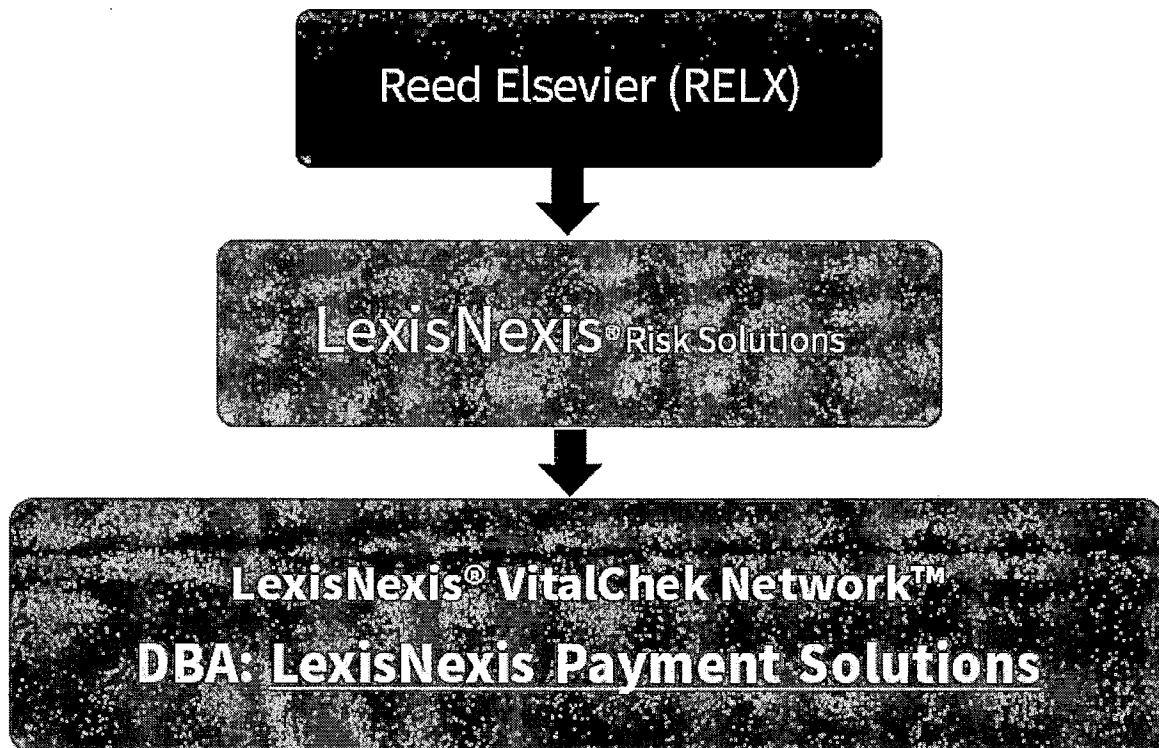 Reed Elsevier (RELX)
LexisNexis® Risk Solutions
LexisNexis® VitalChek Network™
DBA: LexisNexis Payment Solutions